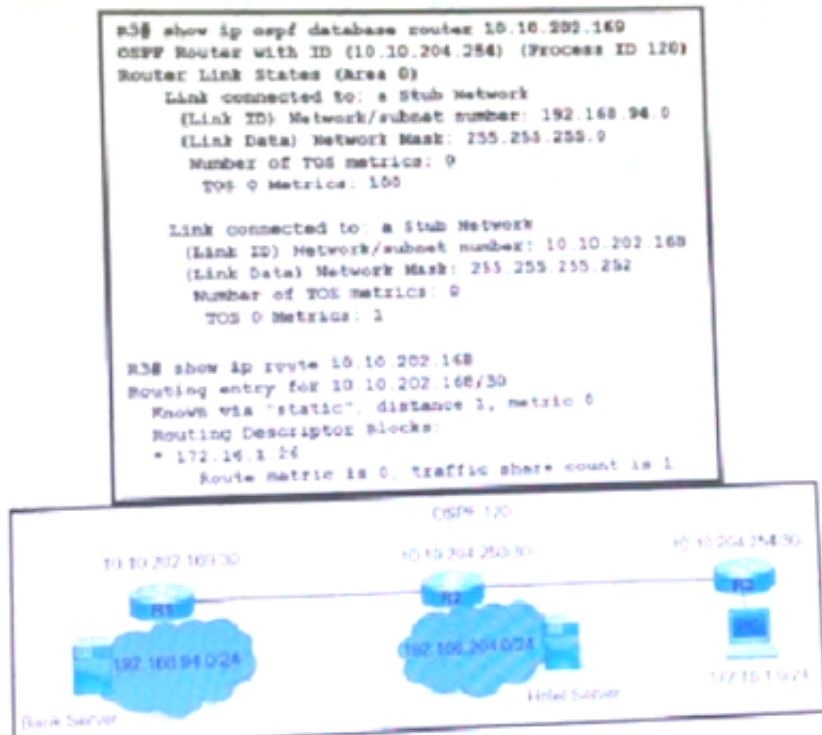 R3# show ip ospf database router 10.10.202.169
OSPF Router with ID (10.10.204.254) (Process ID 120)
Router Link States (Area 0)
Link connected to: a Stub Network
(Link ID) Network/subnet number: 192.168.94.0
(Link Data) Network Mask: 255.255.255.0
Number of TOS metrics: 0
TOS 0 Metrics: 100
Link connected to: a Stub Network
(Link ID) Network/subnet number: 10.10.202.168
(Link Data) Network Mask: 255.255.255.252
Number of TOS metrics: 0
TOS 0 Metrics: 1
R3# show ip route 10.10.202.168
Routing entry for 10.10.202.168/30
Known via "static", distance 1, metric 0
Routing Descriptor Blocks:
* 172.16.1.26
Route metric is 0, traffic share count is 1
OSPF 120
10.10.202.169/30
10.10.204.253/30
10.10.204.254/30
R1
R2
R3
192.168.94.0/24
192.168.204.0/24
172.16.1.0/24
Bank Server
Hotel Server